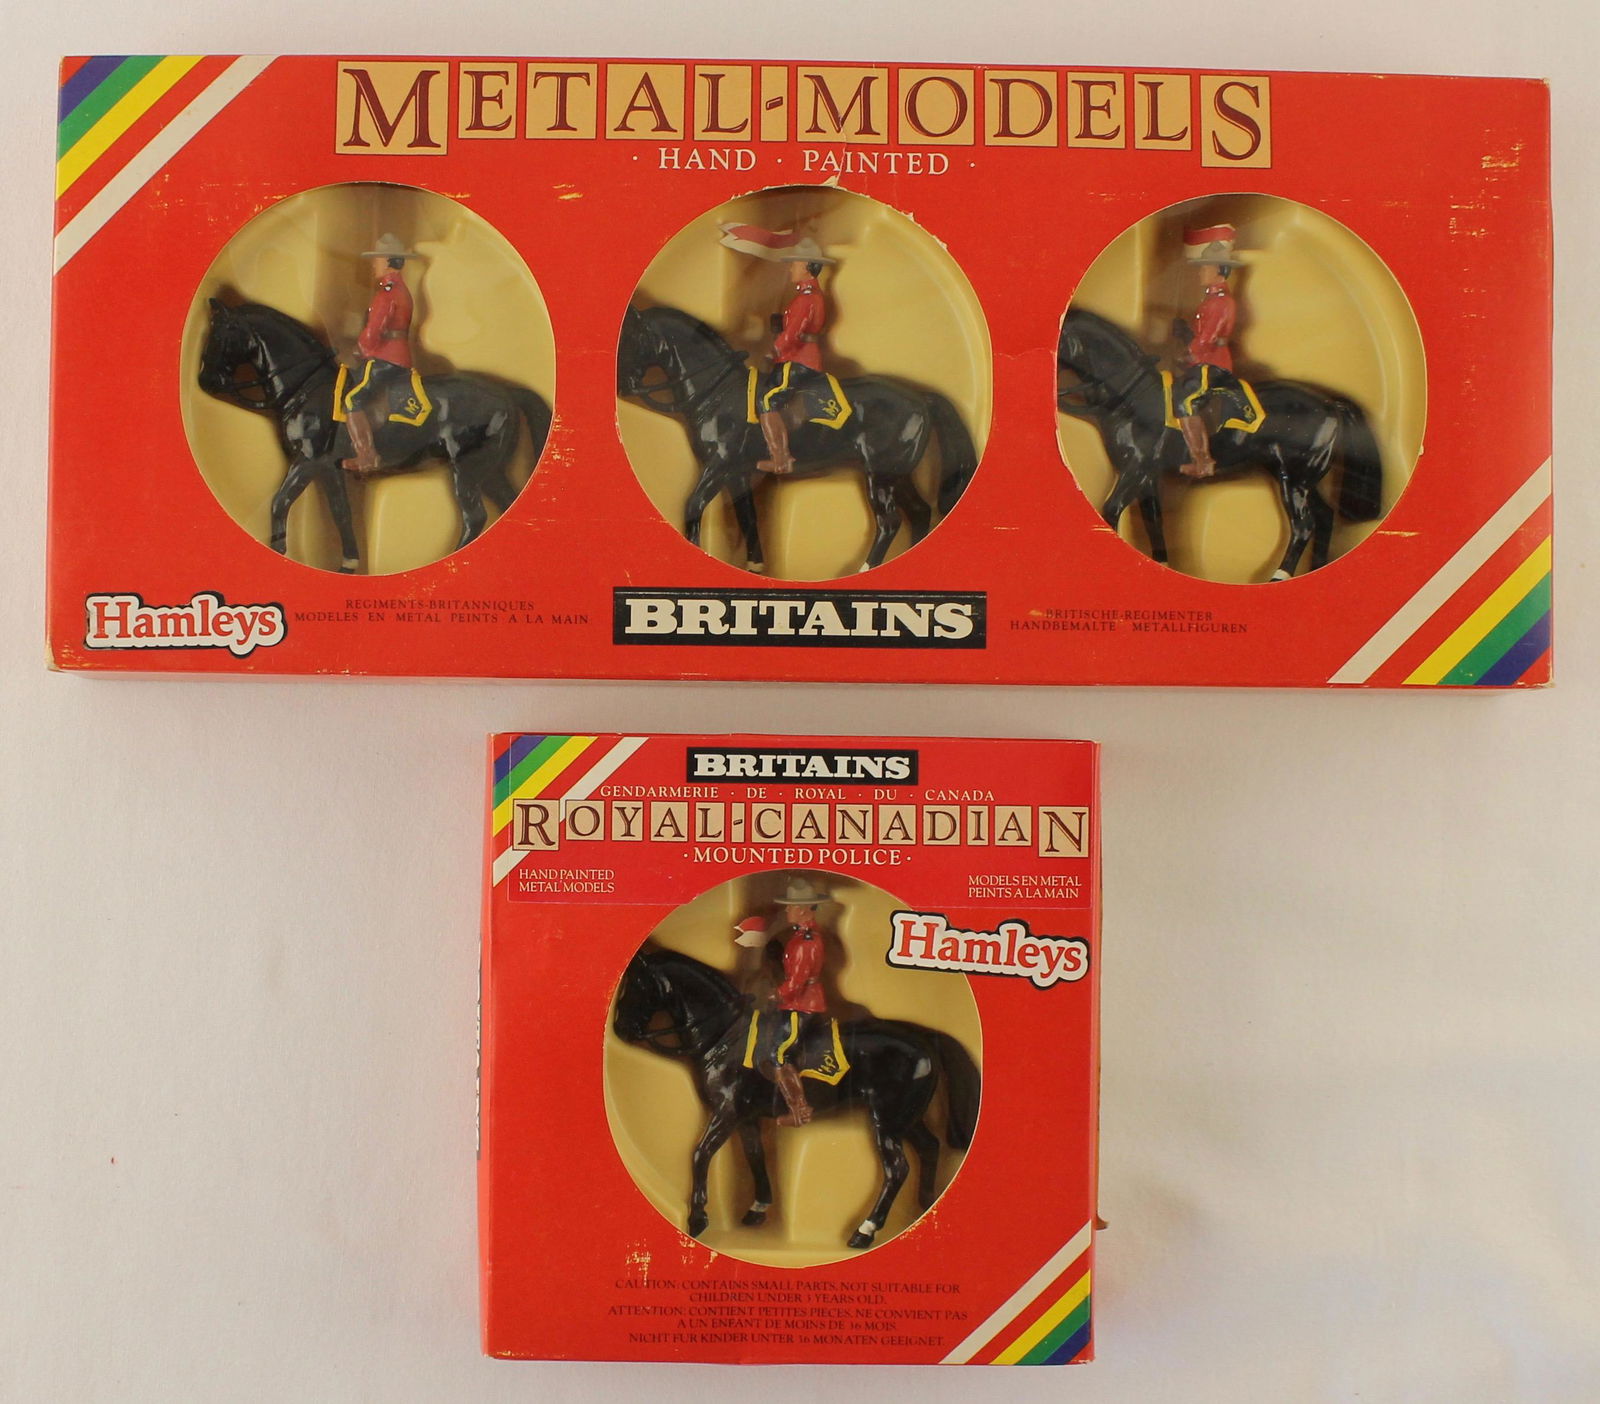 METAL-MODELS
· HAND · PAINTED ·
Hamleys
REGIMENTS-BRITANNIQUES
MODELES EN METAL PEINTS A LA MAIN
BRITAINS
BRITISCHE-REGIMENTER
HANDBEMALTE METALLFIGUREN
BRITAINS
GENDARMERIE · DE · ROYAL · DU · CANADA
ROYAL-CANADIAN
· MOUNTED POLICE ·
HAND PAINTED
METAL MODELS
MODELS EN METAL
PEINTS A LA MAIN
Hamleys
CAUTION: CONTAINS SMALL PARTS, NOT SUITABLE FOR
CHILDREN UNDER 3 YEARS OLD.
ATTENTION: CONTIENT PETITES PIECES, NE CONVIENT PAS
A UN ENFANT DE MOINS DE 36 MOIS.
NICHT FUR KINDER UNTER 36 MONATEN GEEIGNET.